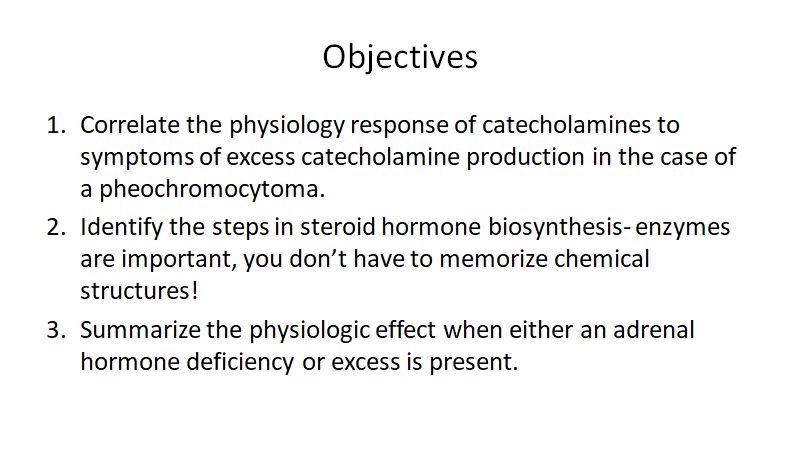 Objectives
1. Correlate the physiology response of catecholamines to
symptoms of excess catecholamine production in the case of
a pheochromocytoma.
2. Identify the steps in steroid hormone biosynthesis- enzymes
are important, you don’t have to memorize chemical
structures!
3. Summarize the physiologic effect when either an adrenal
hormone deficiency or excess is present.